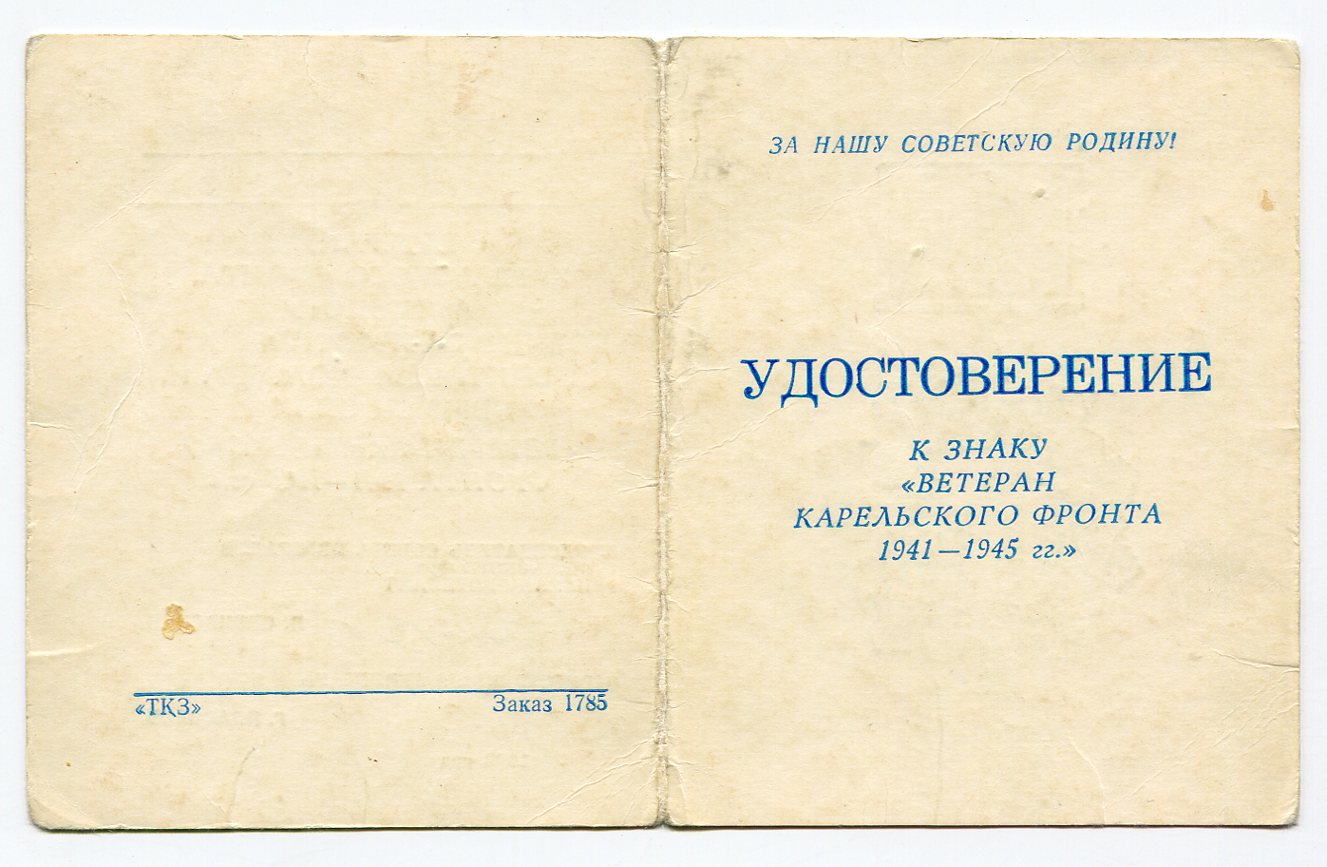 «ТКЗ» Заказ 1785
ЗА НАШУ СОВЕТСКУЮ РОДИНУ!
УДОСТОВЕРЕНИЕ
К ЗНАКУ
«ВЕТЕРАН
КАРЕЛЬСКОГО ФРОНТА
1941—1945 гг.»